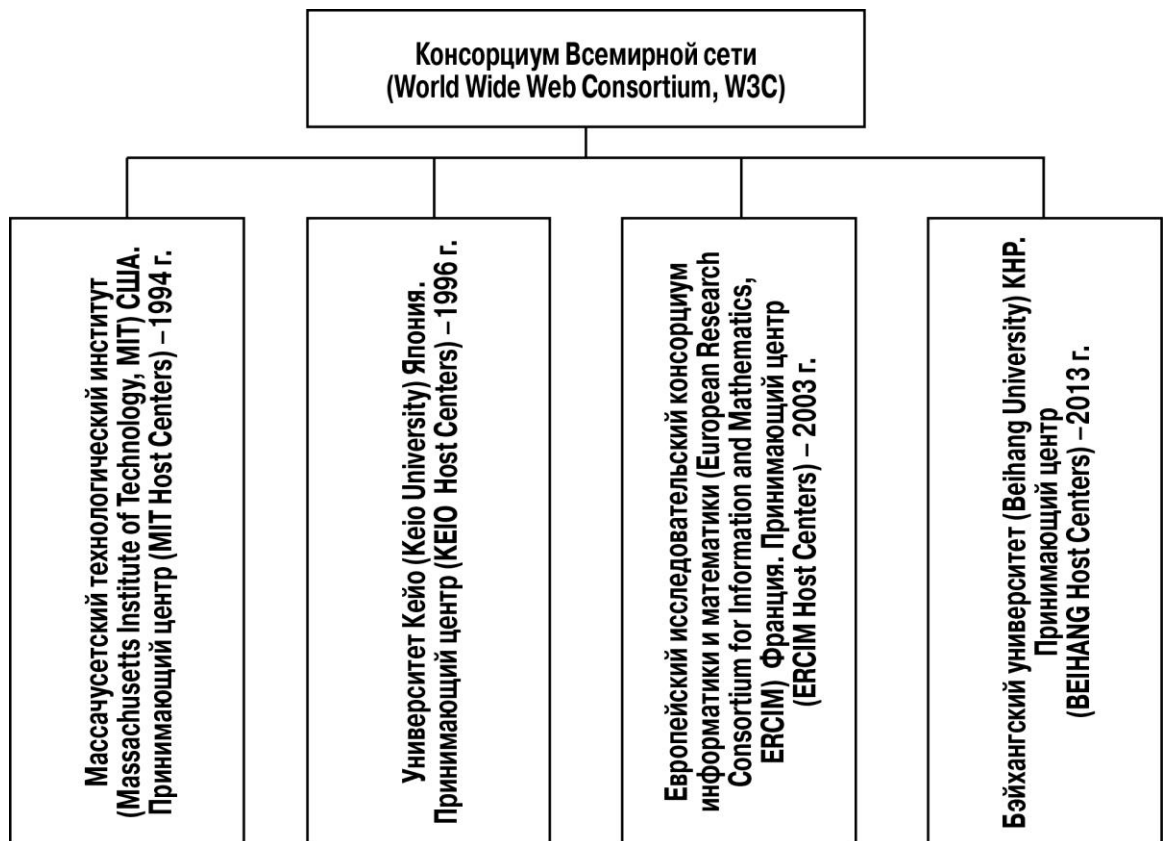 Консорциум Всемирной сети
(World Wide Web Consortium, W3C)
Массачусетский технологический институт
(Massachusetts Institute of Technology, MIT) США.
Принимающий центр (MIT Host Centers) – 1994 г.
Университет Кейо (Keio University) Япония.
Принимающий центр (KEIO Host Centers) – 1996 г.
Европейский исследовательский консорциум
информатики и математики (European Research
Consortium for Information and Mathematics,
ERCIM) Франция. Принимающий центр
(ERCIM Host Centers) – 2003 г.
Бэйхангский университет (Beihang University) КНР.
Принимающий центр
(BEIHANG Host Centers) – 2013 г.